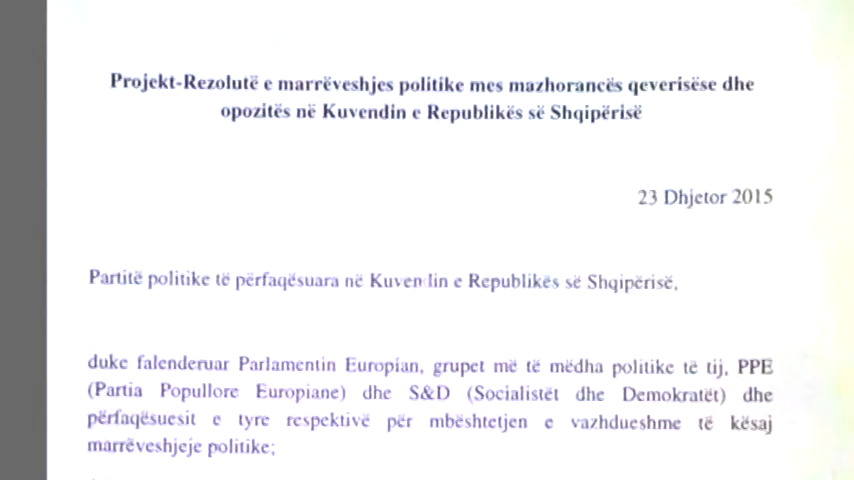 Projekt-Rezolutë e marrëveshjes politike mes mazhorancës qeverisëse dhe
opozitës në Kuvendin e Republikës së Shqipërisë
23 Dhjetor 2015
Partitë politike të përfaqësuara në Kuvendin e Republikës së Shqipërisë,
duke falenderuar Parlamentin Europian, grupet më të mëdha politike të tij, PPE
(Partia Popullore Europiane) dhe S&D (Socialistët dhe Demokratët) dhe
përfaqësuesit e tyre respektivë për mbështetjen e vazhdueshme të kësaj
marrëveshjeje politike;